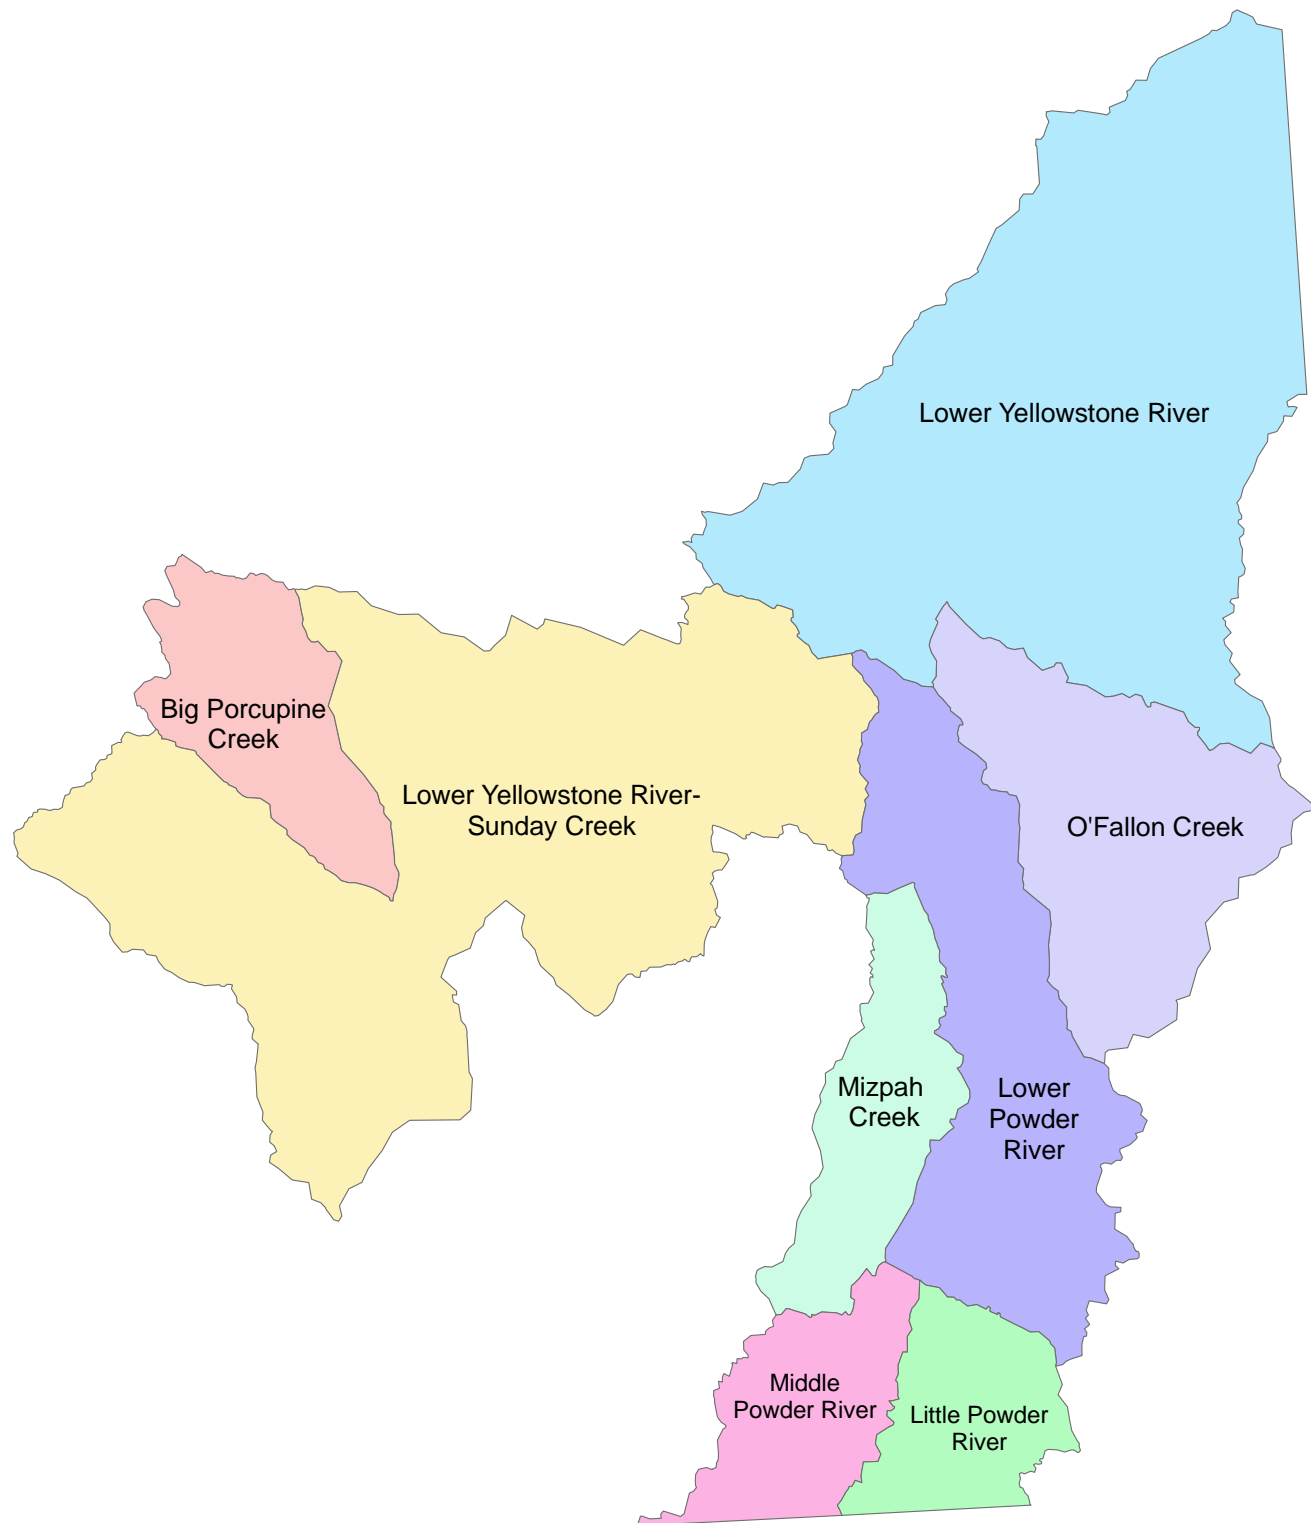 Lower Yellowstone River
Big Porcupine
Creek
Lower Yellowstone River-
Sunday Creek
O'Fallon Creek
Mizpah
Creek
Lower
Powder
River
Middle
Powder River
Little Powder
River